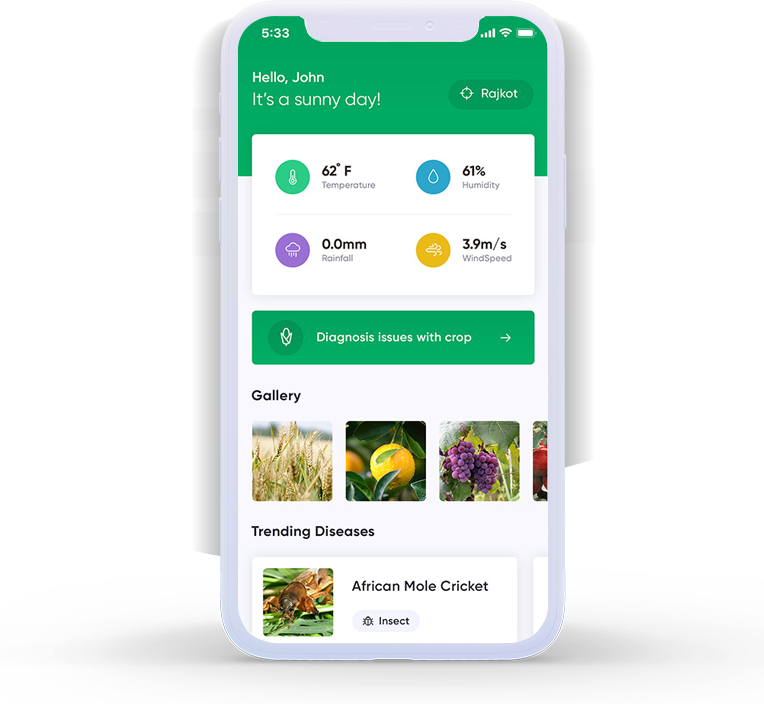 5:33
Hello, John
It's a sunny day!
Rajkot
62° F
Temperature
61%
Humidity
0.0mm
Rainfall
3.9m/s
WindSpeed
Diagnosis issues with crop
Gallery
Trending Diseases
African Mole Cricket
Insect